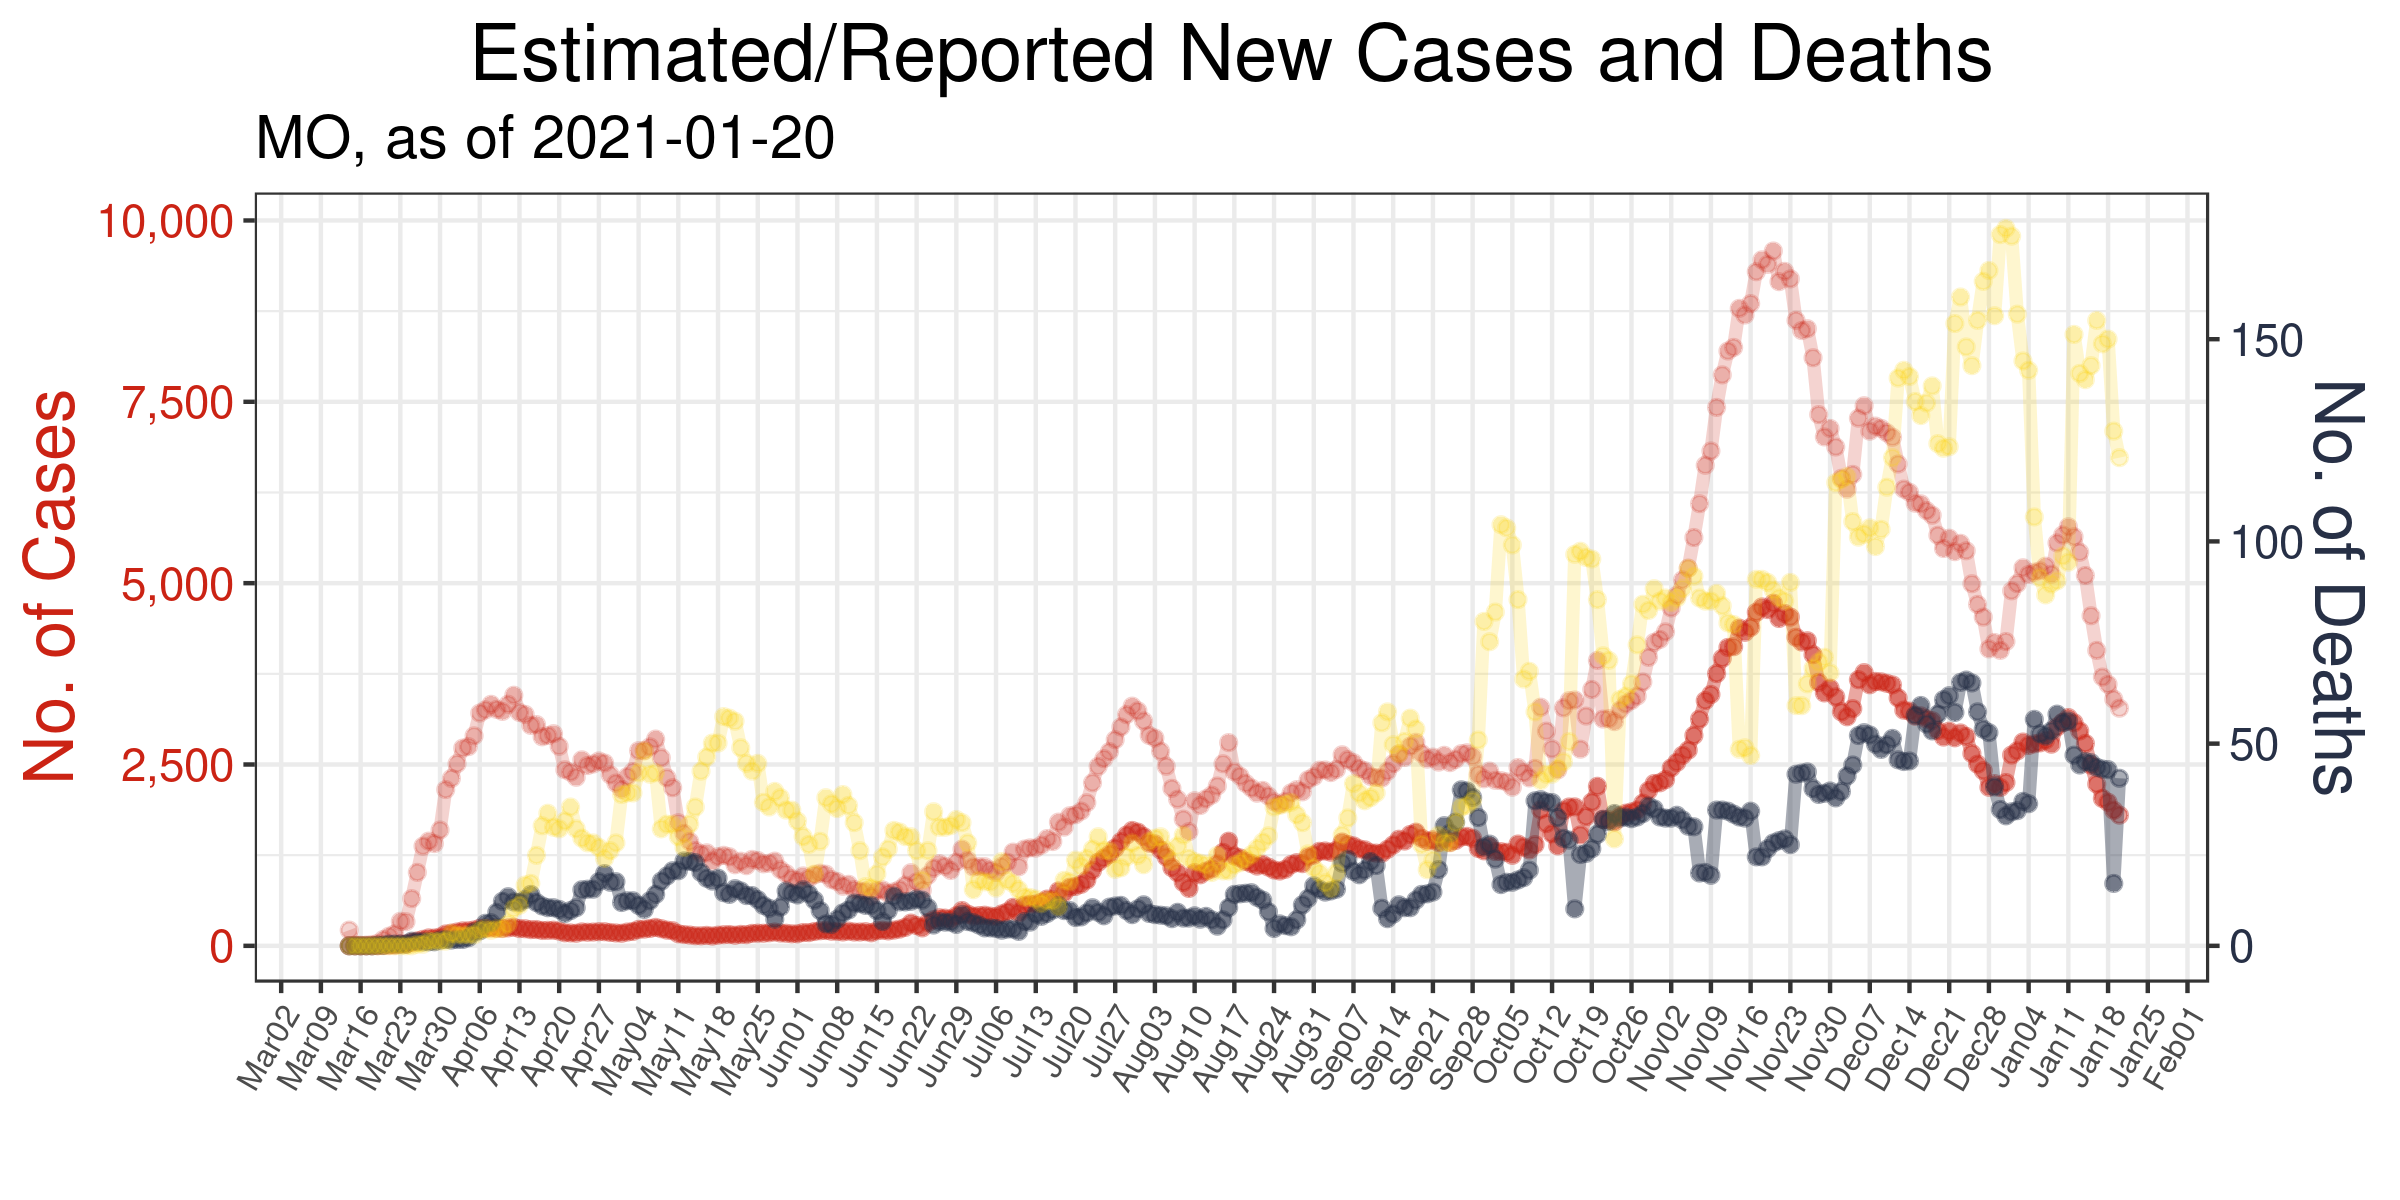 Estimated/Reported New Cases and Deaths
MO, as of 2021-01-20
No. of Cases
10,000
7,500
5,000
2,500
0
No. of Deaths
150
100
50
0
Mar02
Mar09
Mar16
Mar23
Mar30
Apr06
Apr13
Apr20
Apr27
May04
May11
May18
May25
Jun01
Jun08
Jun15
Jun22
Jun29
Jul06
Jul13
Jul20
Jul27
Aug03
Aug10
Aug17
Aug24
Aug31
Sep07
Sep14
Sep21
Sep28
Oct05
Oct12
Oct19
Oct26
Nov02
Nov09
Nov16
Nov23
Nov30
Dec07
Dec14
Dec21
Dec28
Jan04
Jan11
Jan18
Jan25
Feb01